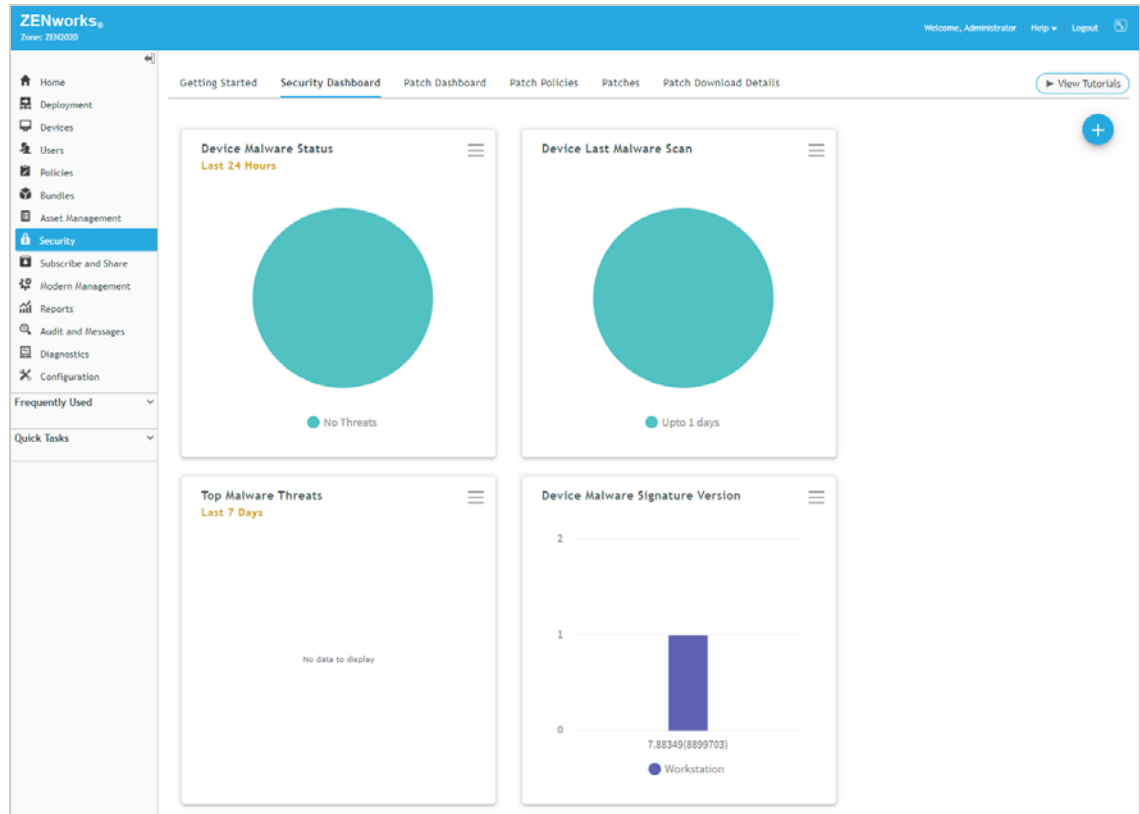 ZENworks®
Zone: ZEN2020
Welcome, Administrator Help Logout
Home
Deployment
Devices
Users
Policies
Bundles
Asset Management
Security
Subscribe and Share
Modern Management
Reports
Audit and Messages
Diagnostics
Configuration
Frequently Used
Quick Tasks
Getting Started Security Dashboard Patch Dashboard Patch Policies Patches Patch Download Details
View Tutorials
Device Malware Status
Last 24 Hours
No Threats
Device Last Malware Scan
Upto 1 days
Top Malware Threats
Last 7 Days
No data to display
Device Malware Signature Version
2
1
0
7.88349(8899703)
Workstation